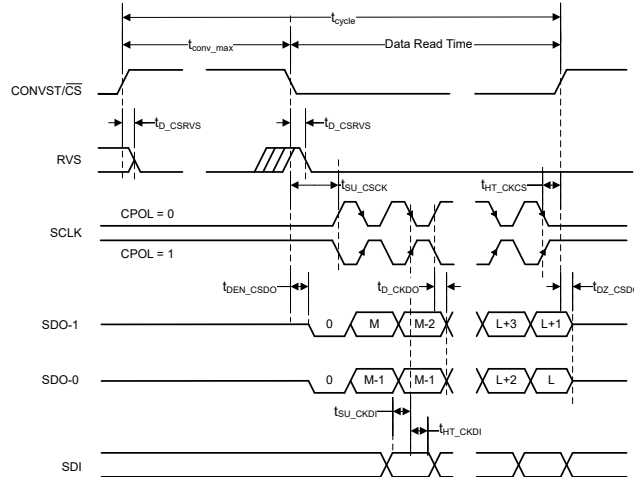 tcycle
tconv_max
Data Read Time
CONVST/CS
tD_CSRVS
tD_CSRVS
RVS
tSU_CSCK
tHT_CKCS
CPOL = 0
SCLK
CPOL = 1
tDEN_CSDO
tD_CKDO
tDZ_CSDO
SDO-1
0 M M-2 L+3 L+1
SDO-0
0 M-1 M-1 L+2 L
tSU_CKDI
tHT_CKDI
SDI